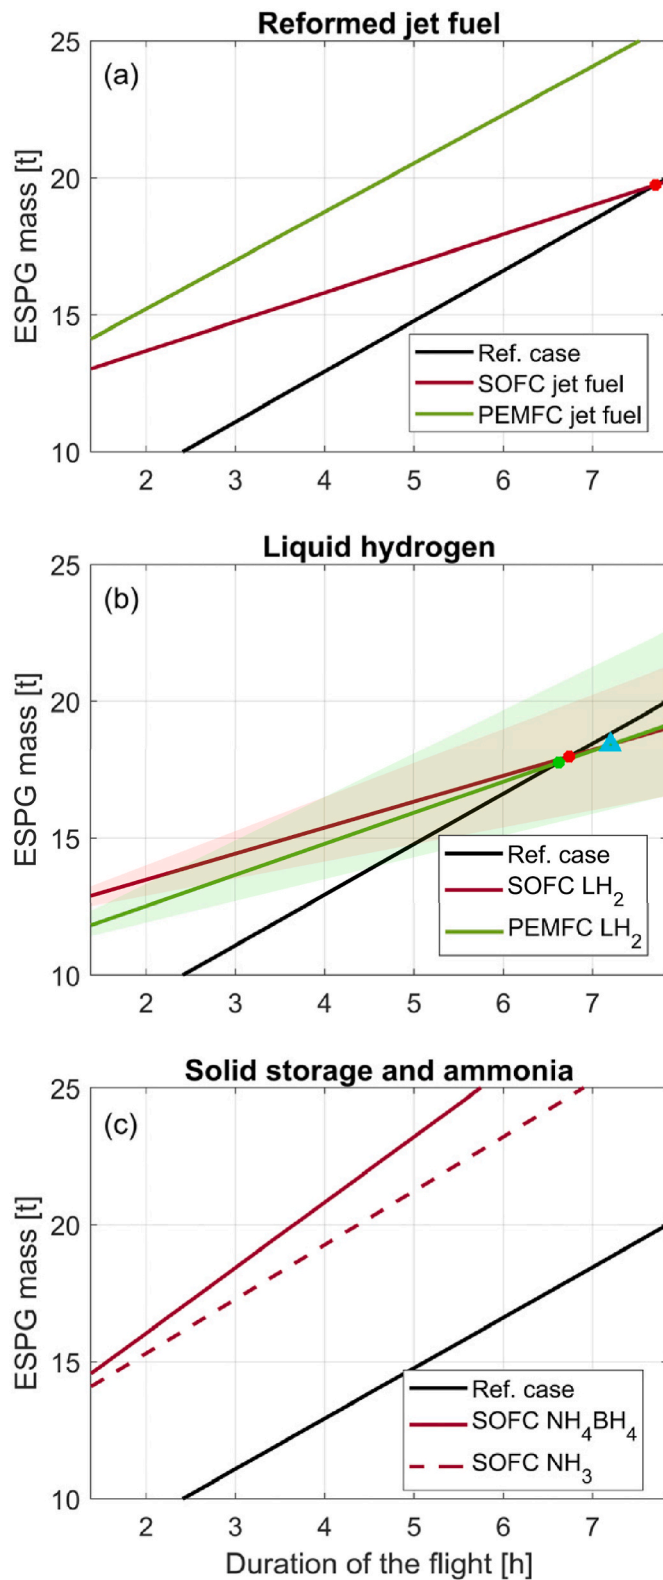 Reformed jet fuel
(a)
25
20
15
10
ESPG mass [t]
Ref. case
SOFC jet fuel
PEMFC jet fuel
2 3 4 5 6 7
Liquid hydrogen
(b)
25
20
15
10
ESPG mass [t]
Ref. case
SOFC LH2
PEMFC LH2
2 3 4 5 6 7
Solid storage and ammonia
(c)
25
20
15
10
ESPG mass [t]
Ref. case
SOFC NH4BH4
SOFC NH3
2 3 4 5 6 7
Duration of the flight [h]